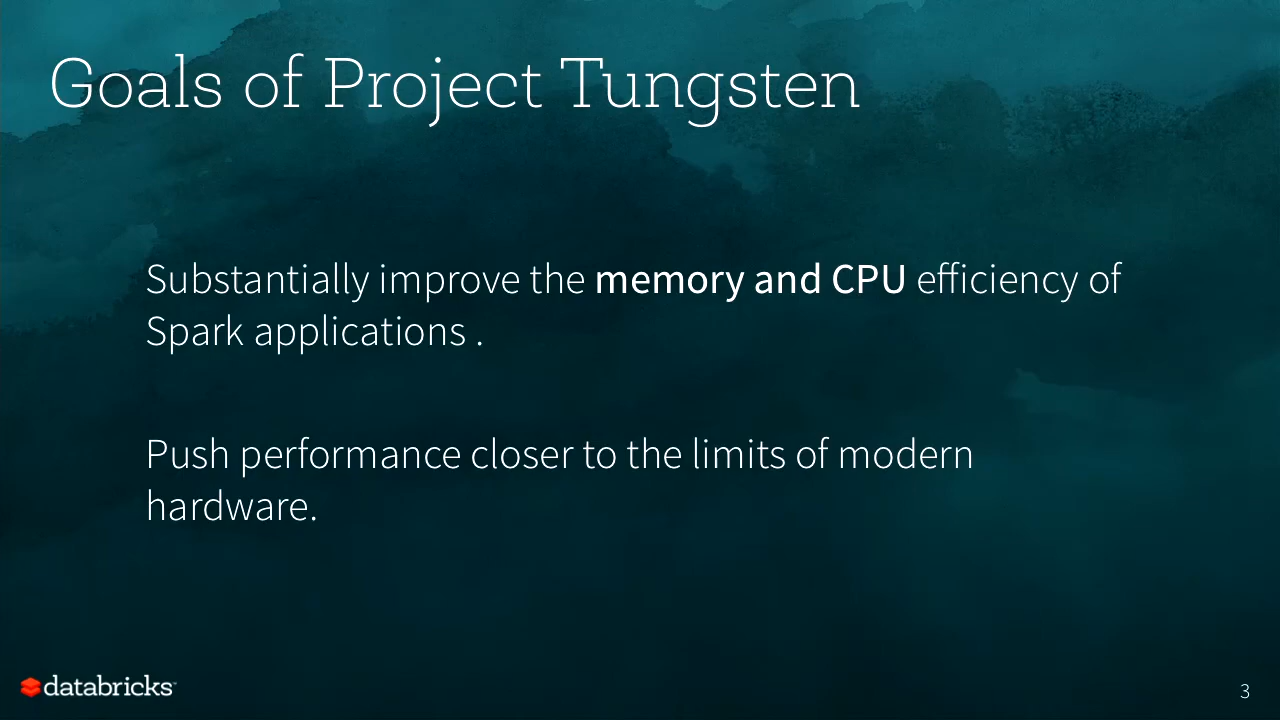 Goals of Project Tungsten
Substantially improve the memory and CPU efficiency of
Spark applications .
Push performance closer to the limits of modern
hardware.
databricks™
3